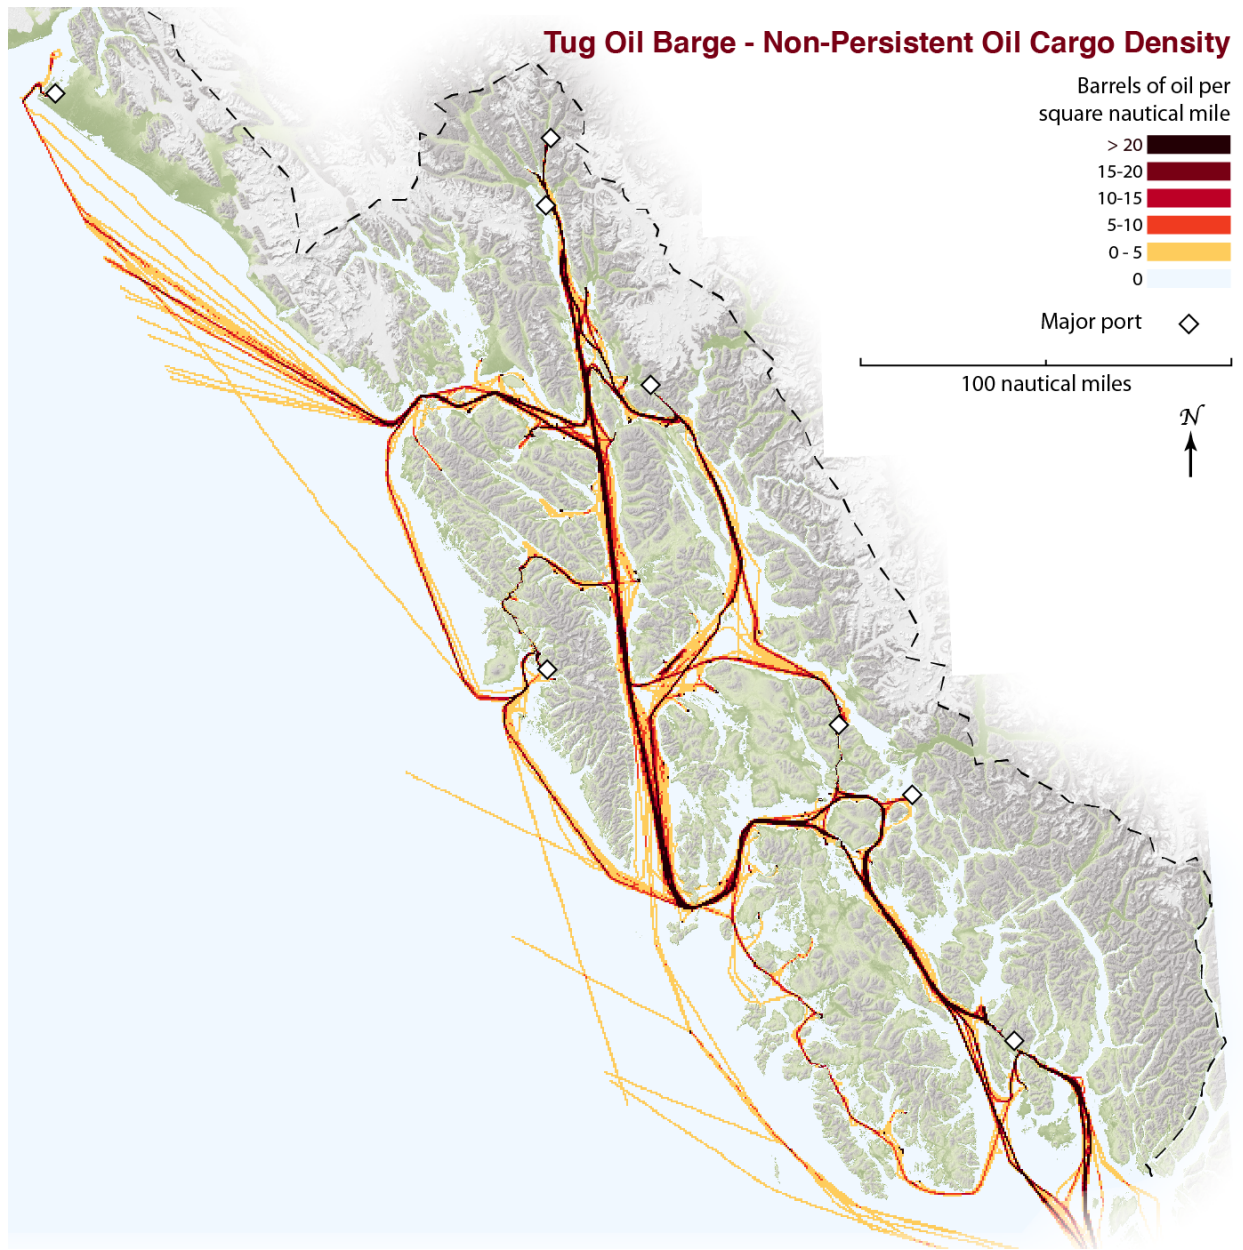 Tug Oil Barge - Non-Persistent Oil Cargo Density
Barrels of oil per
square nautical mile
> 20
15-20
10-15
5-10
0 - 5
0
Major port
100 nautical miles
N